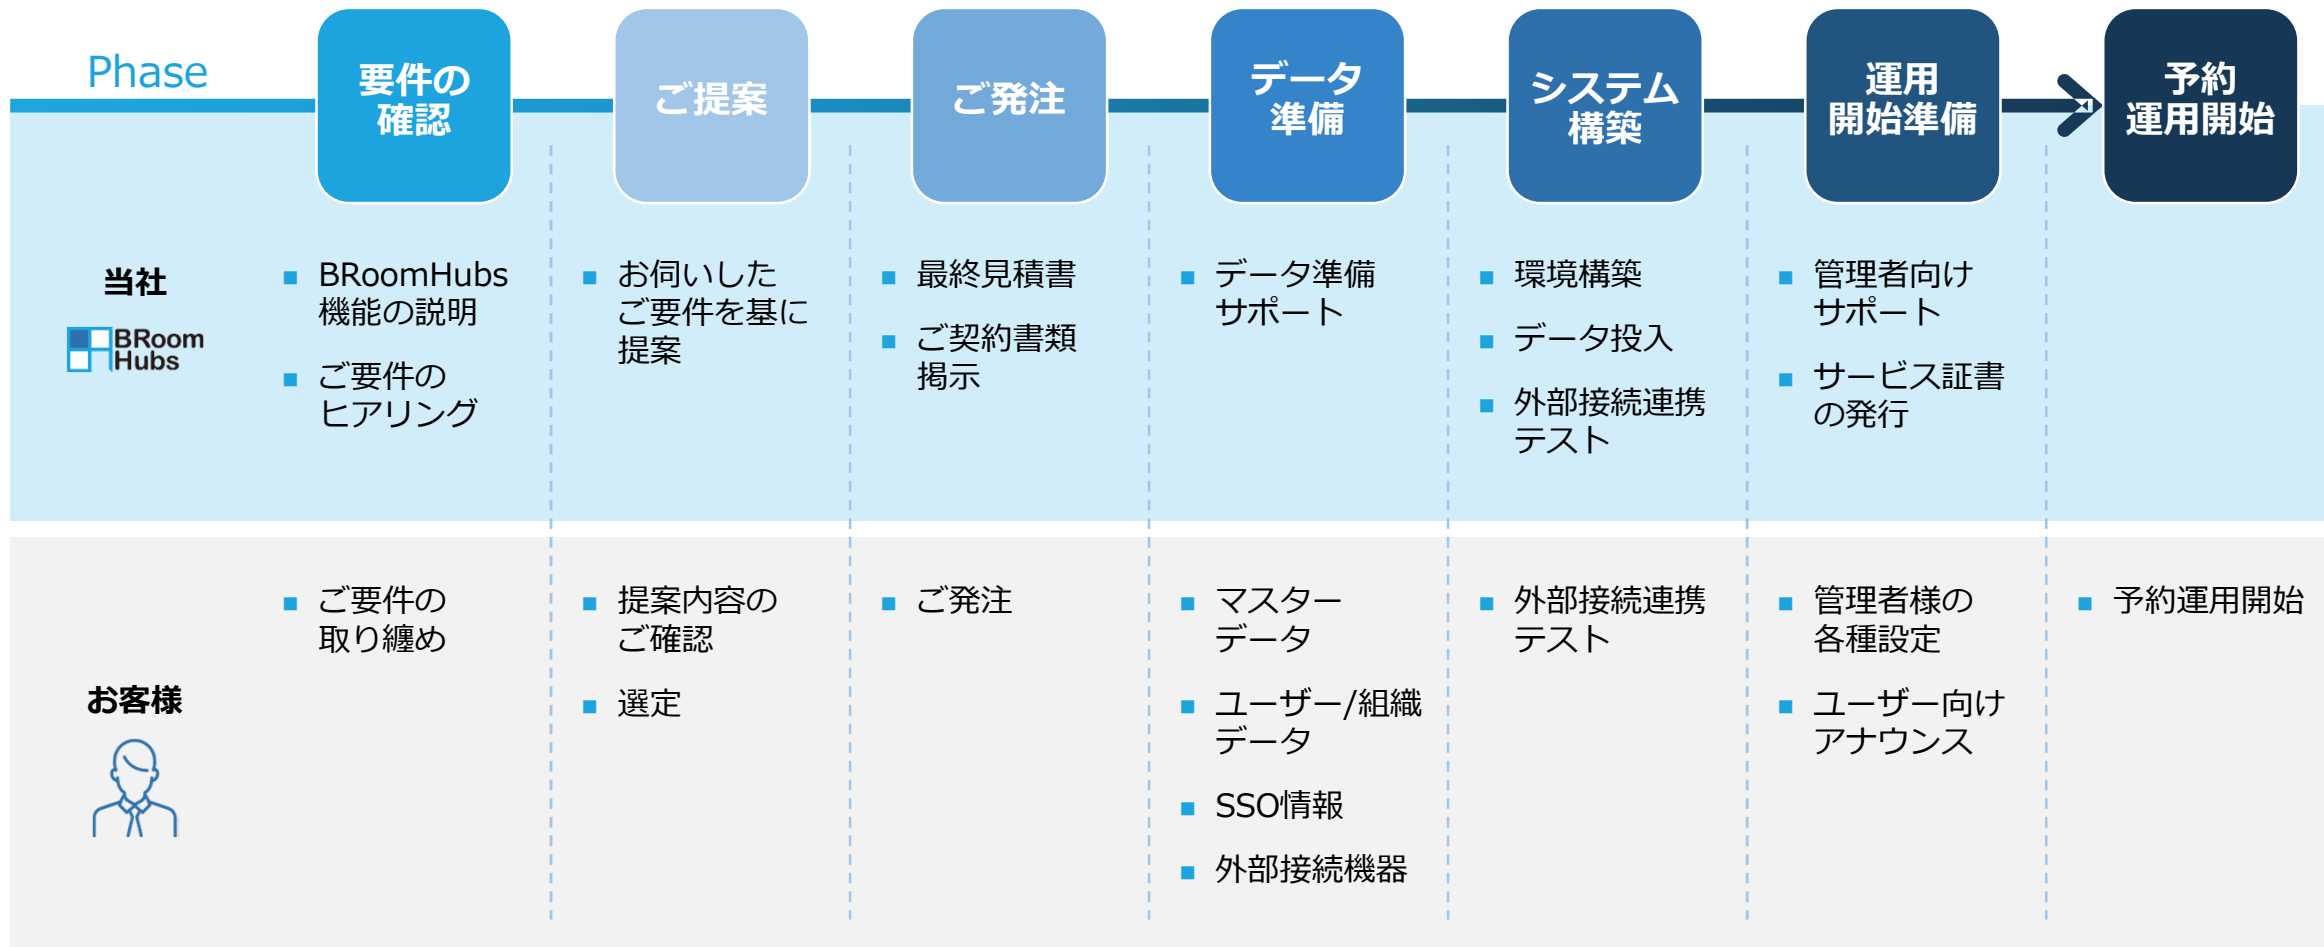 Phase
要件の
確認
ご提案
ご発注
データ
準備
システム
構築
運用
開始準備
予約
運用開始
当社
BRoom
Hubs
BRoomHubs
機能の説明
ご要件の
ヒアリング
お伺いした
ご要件を基に
提案
最終見積書
ご契約書類
掲示
データ準備
サポート
環境構築
データ投入
外部接続連携
テスト
管理者向け
サポート
サービス証書
の発行
お客様
ご要件の
取り纏め
提案内容の
ご確認
選定
ご発注
マスター
データ
ユーザー/組織
データ
SSO情報
外部接続機器
外部接続連携
テスト
管理者様の
各種設定
ユーザー向け
アナウンス
予約運用開始